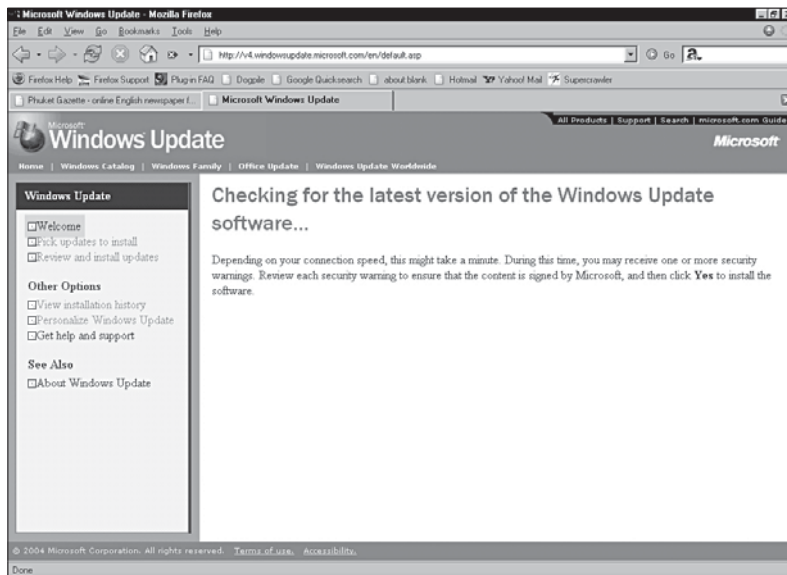 Microsoft Windows Update - Mozilla Firefox
File Edit View Go Bookmarks Tools Help
http://v4.windowsupdate.microsoft.com/en/default.asp
Go
Firefox Help Firefox Support Plug-in FAQ Dogpile Google Quicksearch about:blank Hotmail Yahoo! Mail Supercrawler
Phuket Gazette - online English newspaper f... Microsoft Windows Update
All Products | Support | Search | microsoft.com Guide
Microsoft
Windows Update
Microsoft
Home | Windows Catalog | Windows Family | Office Update | Windows Update Worldwide
Windows Update
Welcome
Pick updates to install
Review and install updates
Other Options
View installation history
Personalize Windows Update
Get help and support
See Also
About Windows Update
Checking for the latest version of the Windows Update
software...
Depending on your connection speed, this might take a minute. During this time, you may receive one or more security
warnings. Review each security warning to ensure that the content is signed by Microsoft, and then click Yes to install the
software.
© 2004 Microsoft Corporation. All rights reserved. Terms of use. Accessibility.
Done